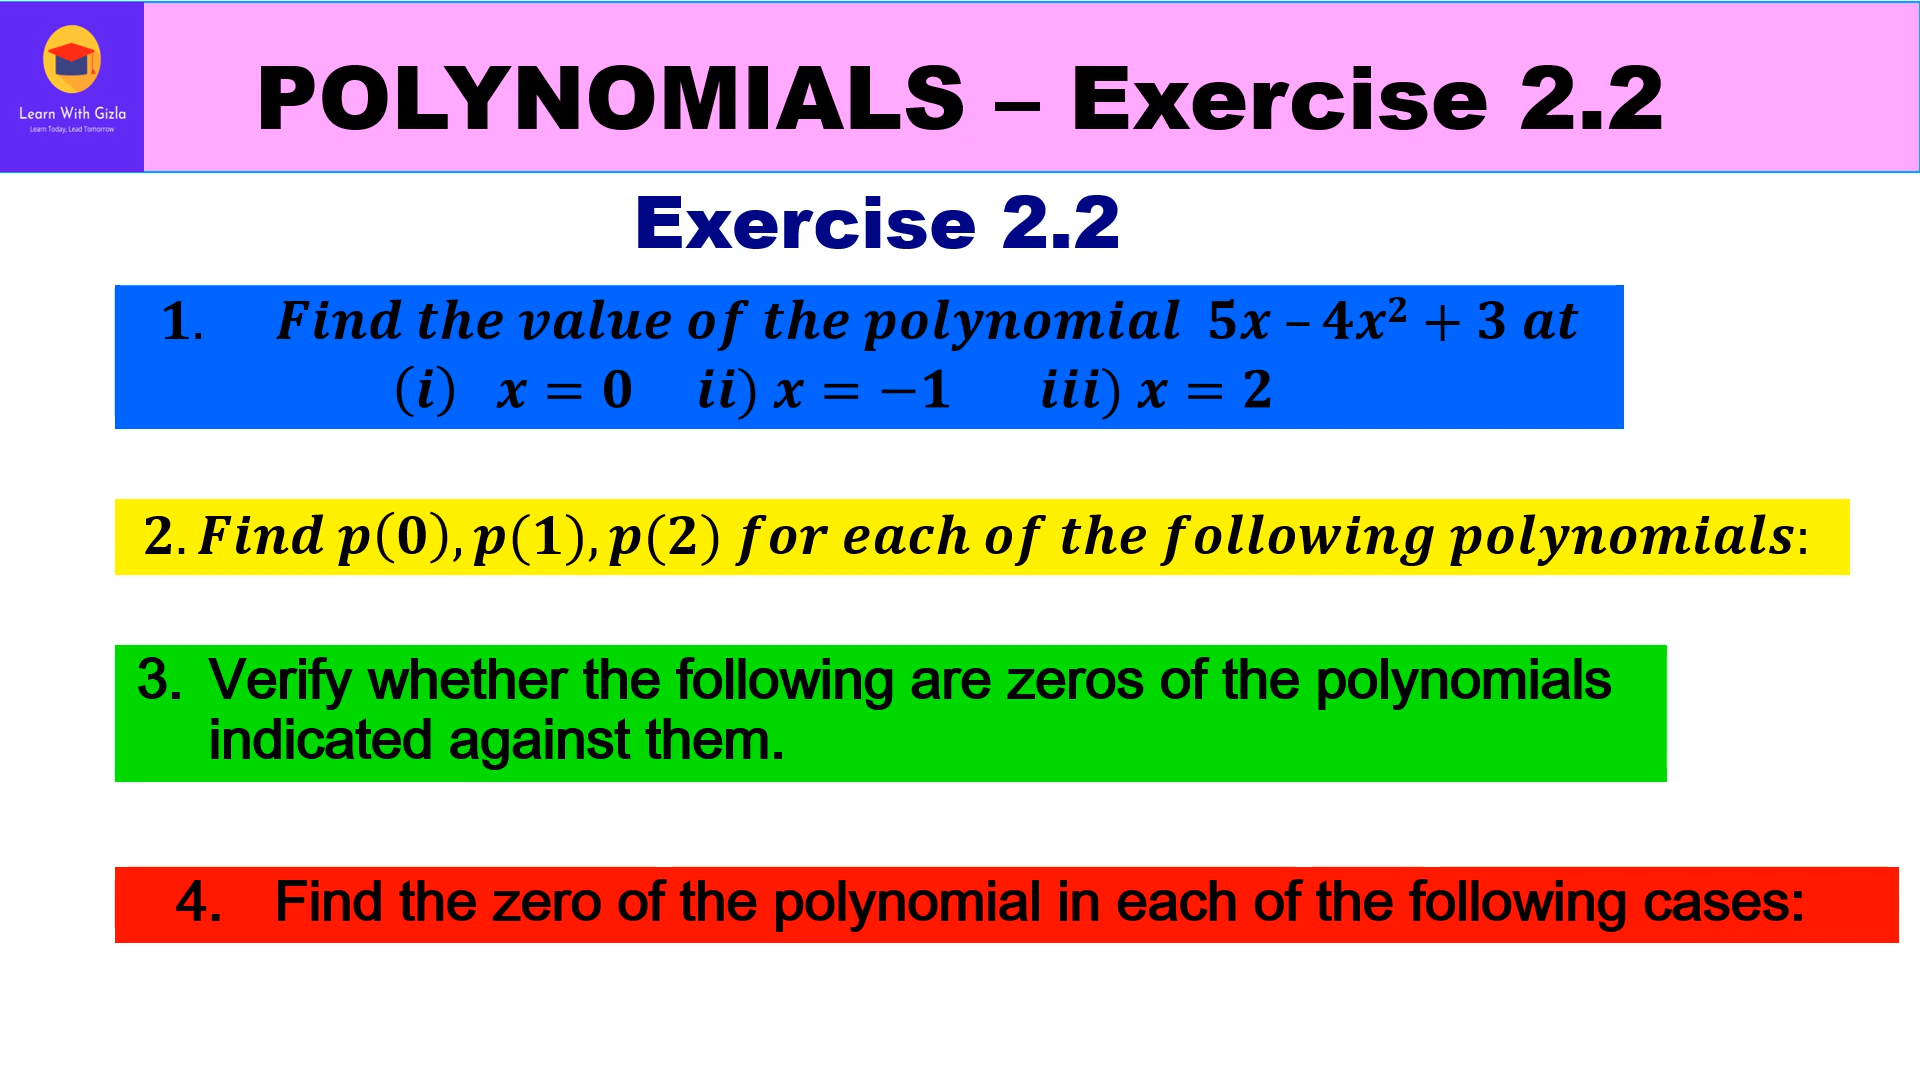 Learn With Gizla
Learn Today, Lead Tomorrow
POLYNOMIALS – Exercise 2.2
Exercise 2.2
1. Find the value of the polynomial 5x – 4x² + 3 at
(i) x = 0 ii) x = −1 iii) x = 2
2. Find p(0), p(1), p(2) for each of the following polynomials:
3. Verify whether the following are zeros of the polynomials
indicated against them.
4. Find the zero of the polynomial in each of the following cases: